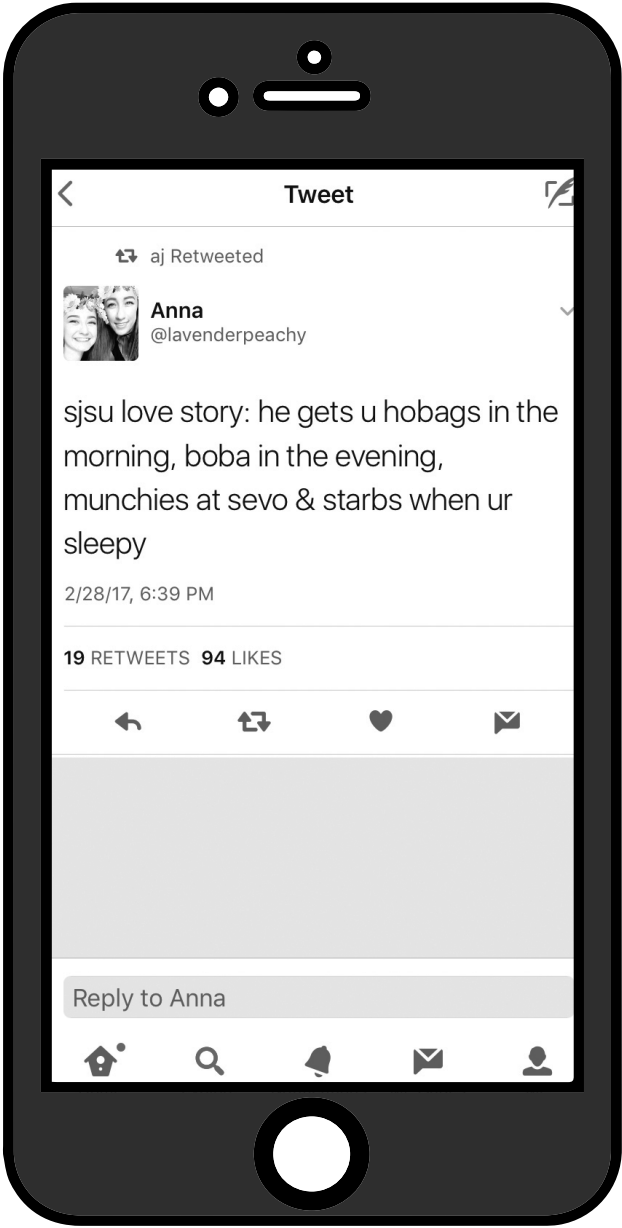 Tweet
aj Retweeted
Anna
@lavenderpeachy
sjsu love story: he gets u hobags in the
morning, boba in the evening,
munchies at sevo & starbs when ur
sleepy
2/28/17, 6:39 PM
19 RETWEETS 94 LIKES
Reply to Anna